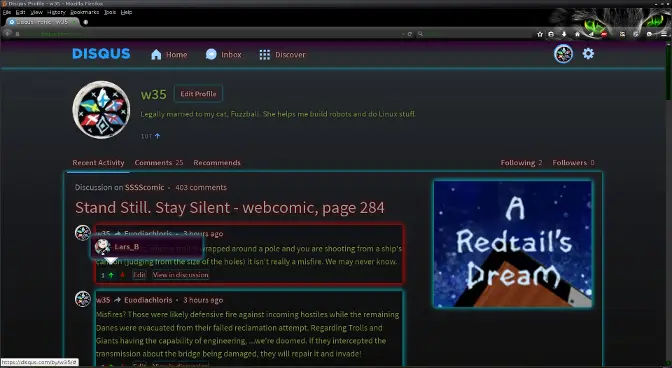 Disqus Profile - w35 - Mozilla Firefox
File Edit View History Bookmarks Tools Help
Disqus Profile - w35
DISQUS Home Inbox Discover
w35 Edit Profile
Legally married to my cat, Fuzzball. She helps me build robots and do Linux stuff.
107
Recent Activity Comments 25 Recommends Following 2 Followers 0
Discussion on SSSScomic · 403 comments
Stand Still. Stay Silent - webcomic, page 284
w35 Euodiachloris · 3 hours ago
Lars_B
wrapped around a pole and you are shooting from a ship's
(judging from the size of the holes) it isn't really a misfire. We may never know.
1 Edit View in discussion
w35 Euodiachloris · 3 hours ago
Misfires? Those were likely defensive fire against incoming hostiles while the remaining
Danes were evacuated from their failed reclamation attempt. Regarding Trolls and
Giants having the capability of engineering, ...we're doomed. If they intercepted the
transmission about the bridge being damaged, they will repair it and invade!
A
Redtail's
Dream
https://disqus.com/by/w35/#